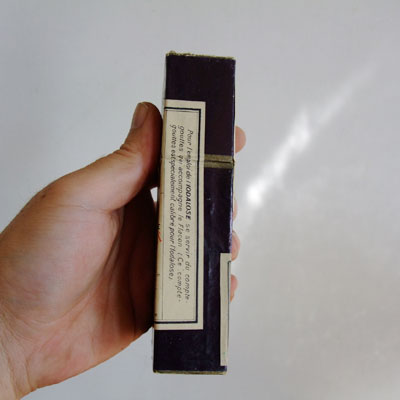 Pour l'emploi de l'IODALOSE se servir du compte-
gouttes qui accompagne le Flacon (Ce compte-
gouttes est spécialement calibré pour l'Iodalose).